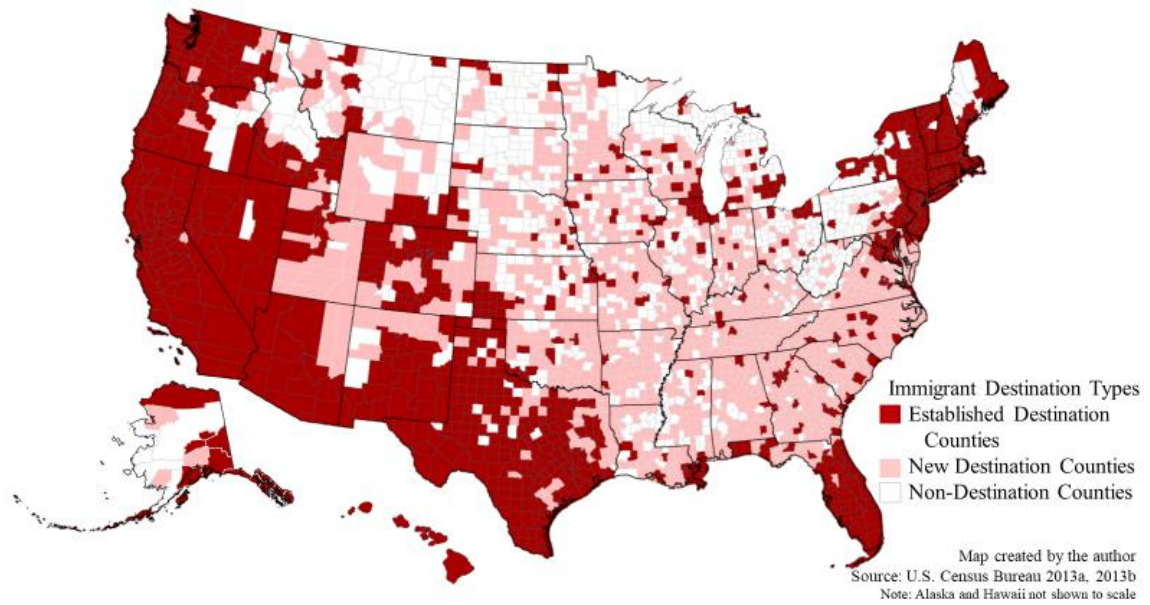 Immigrant Destination Types
Established Destination
Counties
New Destination Counties
Non-Destination Counties
Map created by the author
Source: U.S. Census Bureau 2013a, 2013b
Note: Alaska and Hawaii not shown to scale